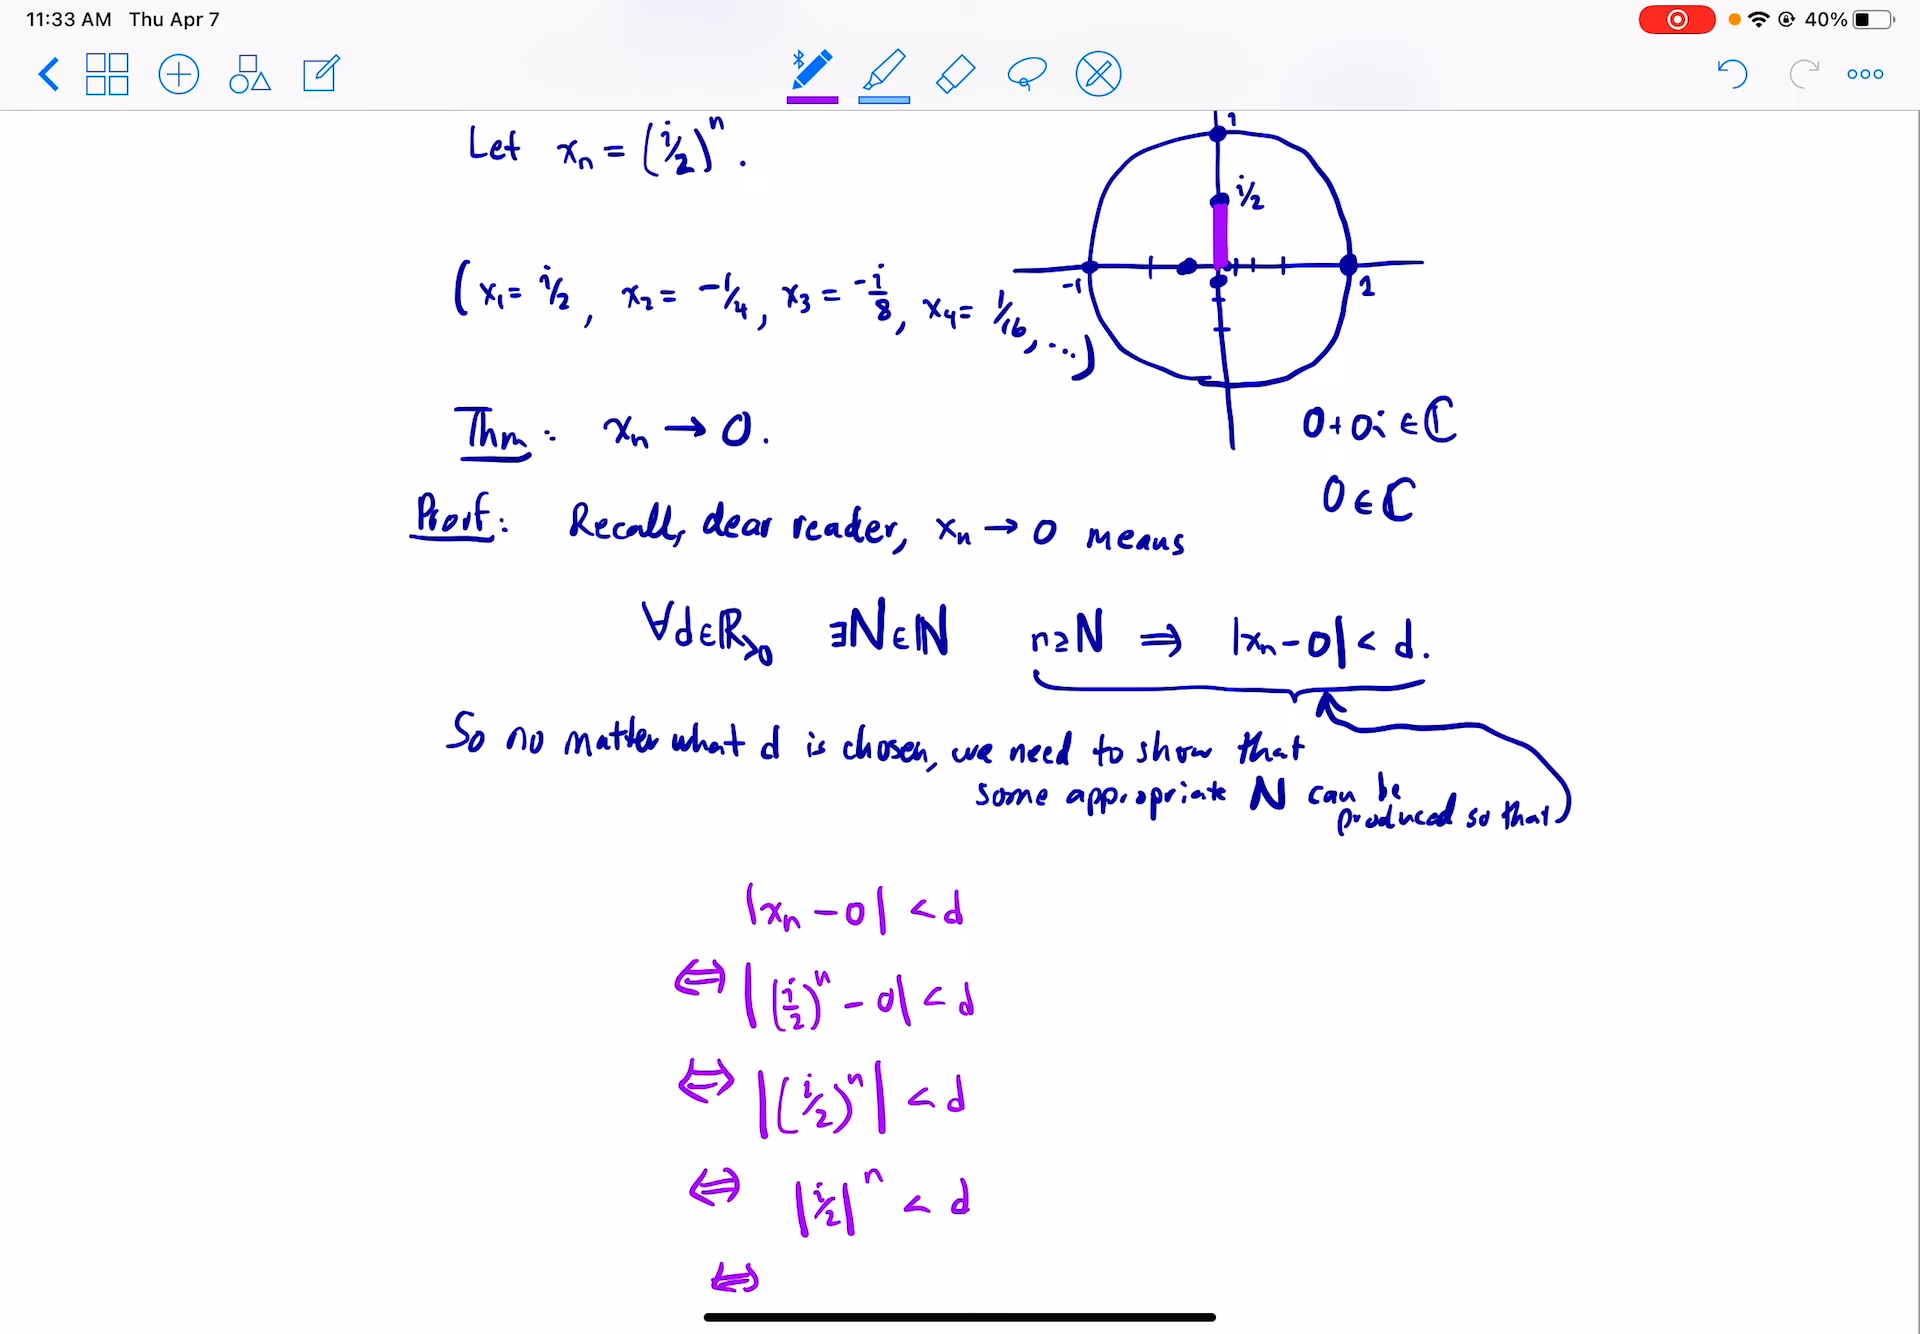 11:33 AM Thu Apr 7 40%
Let xₙ = (i/2)ⁿ.
1
i/2
-1
1
(x₁ = i/2, x₂ = -1/4, x₃ = -i/8, x₄ = 1/16, ...)
Thm: xₙ → 0.
0+0i ∈ ℂ
0 ∈ ℂ
Proof: Recall, dear reader, xₙ → 0 means
∀d∈ℝ>0 ∃N∈ℕ n≥N ⇒ |xₙ-0| < d.
So no matter what d is chosen, we need to show that
some appropriate N can be
produced so that
|xₙ - 0| < d
⇔ |(i/2)ⁿ - 0| < d
⇔ |(i/2)ⁿ| < d
⇔ |i/2|ⁿ < d
⇔